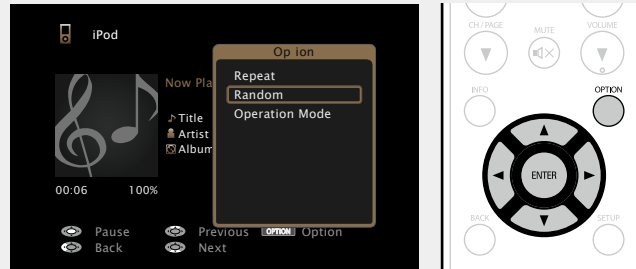 iPod
Op ion
Now Pla
Repeat
Random
Operation Mode
Title
Artist
Album
00:06 100%
Pause Previous OPTION Option
Back Next
CH / PAGE MUTE VOLUME
INFO OPTION
ENTER
BACK SETUP